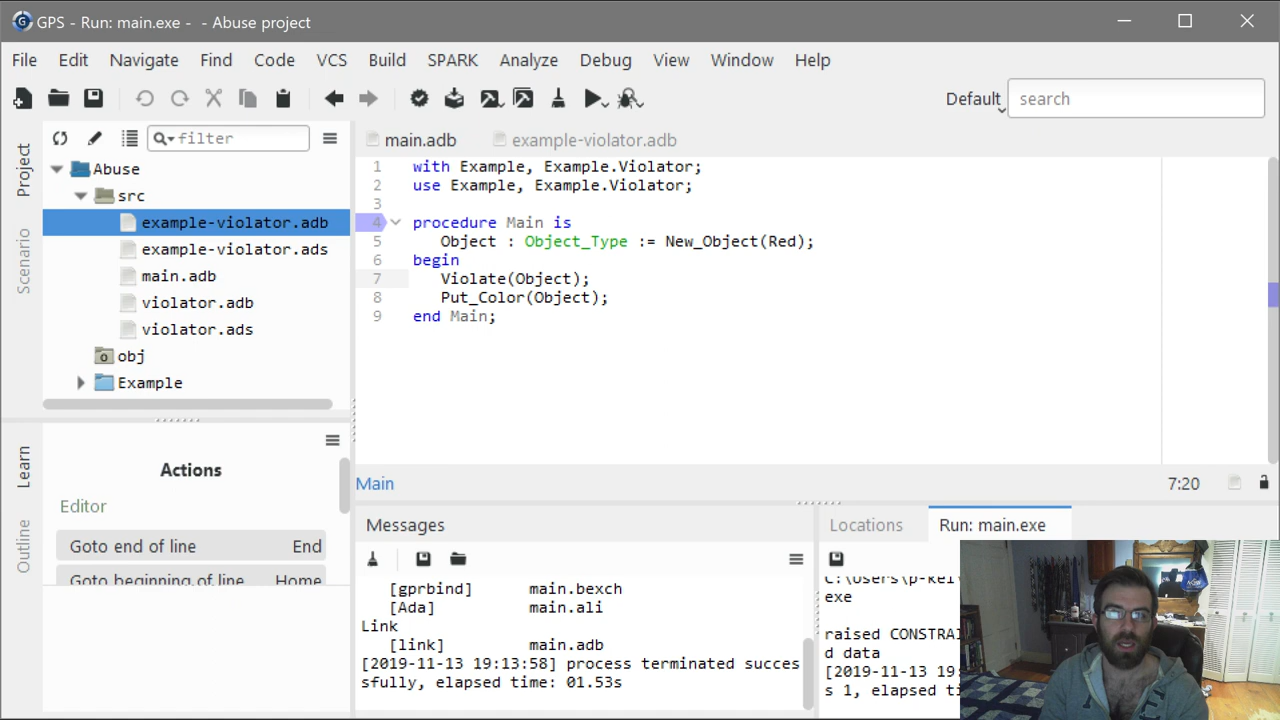 GPS - Run: main.exe -  - Abuse project
File Edit Navigate Find Code VCS Build SPARK Analyze Debug View Window Help
Default
search
Project
Scenario
filter
Abuse
src
example-violator.adb
example-violator.ads
main.adb
violator.adb
violator.ads
obj
Example
main.adb
example-violator.adb
1 with Example, Example.Violator;
2 use Example, Example.Violator;
3
4 procedure Main is
5 Object : Object_Type := New_Object(Red);
6 begin
7 Violate(Object);
8 Put_Color(Object);
9 end Main;
Main
7:20
Learn
Outline
Actions
Editor
Goto end of line End
Goto beginning of line Home
Messages
[gprbind] main.bexch
[Ada] main.ali
Link
[link] main.adb
[2019-11-13 19:13:58] process terminated succes
sfully, elapsed time: 01.53s
Locations
Run: main.exe
exe
raised CONSTRAI
d data
[2019-11-13 19:
s 1, elapsed